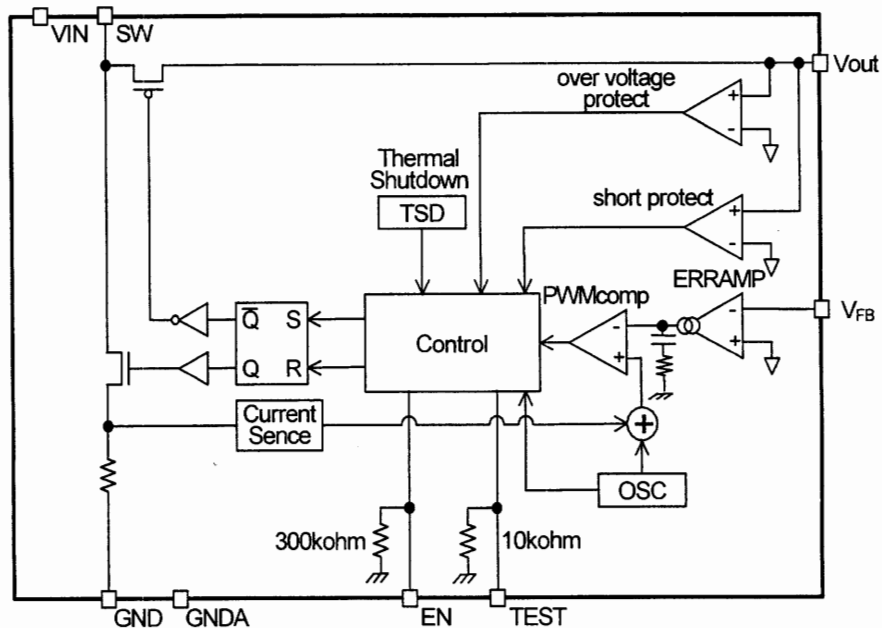 VIN
SW
Vout
over voltage
protect
+
-
Thermal
Shutdown
TSD
short protect
+
-
ERRAMP
PWMcomp
Q̅ S
Q R
Control
-
+
-
+
VFB
Current
Sence
+
OSC
300kohm
10kohm
GND
GNDA
EN
TEST